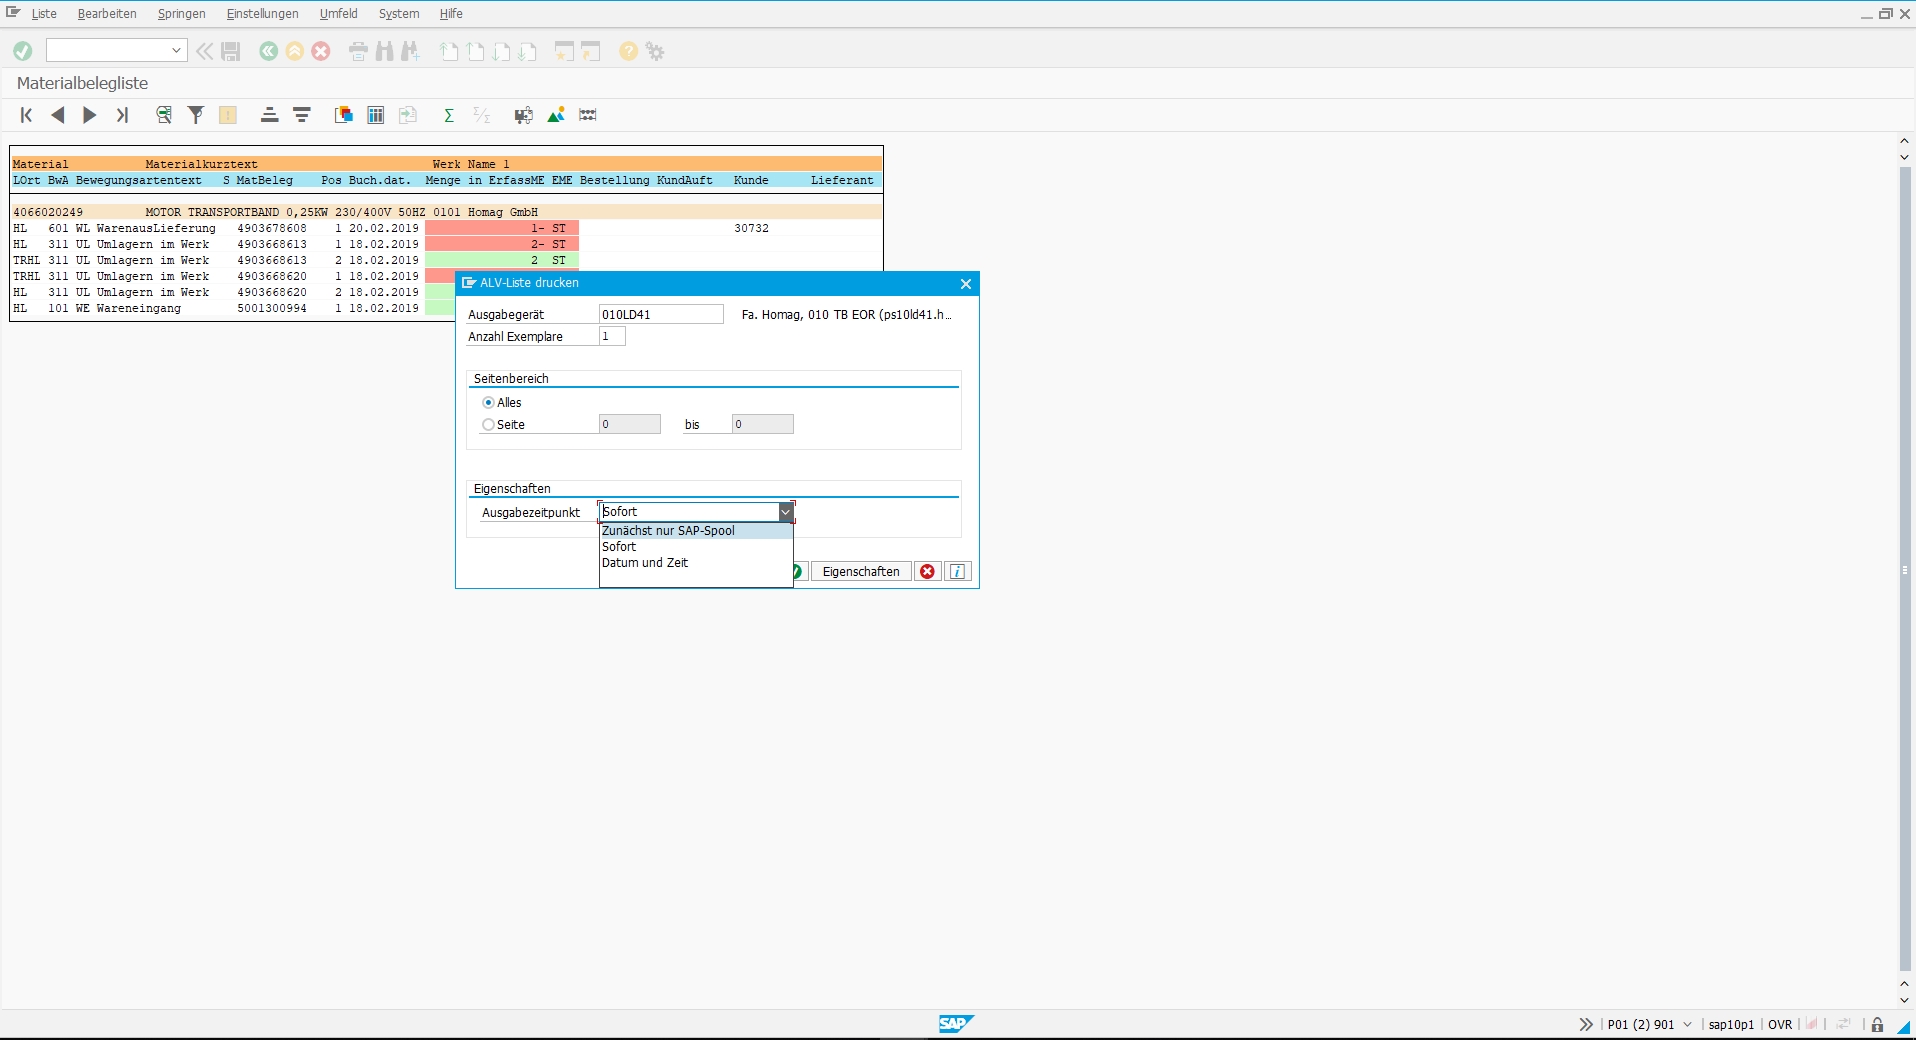 Liste Bearbeiten Springen Einstellungen Umfeld System Hilfe
Materialbelegliste
Material Materialkurztext Werk Name 1
LOrt BwA Bewegungsartentext S MatBeleg Pos Buch.dat. Menge in ErfassME EME Bestellung KundAuft Kunde Lieferant
4066020249 MOTOR TRANSPORTBAND 0,25KW 230/400V 50HZ 0101 Homag GmbH
HL 601 WL WarenausLieferung 4903678608 1 20.02.2019 1- ST 30732
HL 311 UL Umlagern im Werk 4903668613 1 18.02.2019 2- ST
TRHL 311 UL Umlagern im Werk 4903668613 2 18.02.2019 2 ST
TRHL 311 UL Umlagern im Werk 4903668620 1 18.02.2019
HL 311 UL Umlagern im Werk 4903668620 2 18.02.2019
HL 101 WE Wareneingang 5001300994 1 18.02.2019
ALV-Liste drucken
Ausgabegerät 010LD41 Fa. Homag, 010 TB EOR (ps10ld41.h...
Anzahl Exemplare 1
Seitenbereich
Alles
Seite 0 bis 0
Eigenschaften
Ausgabezeitpunkt Sofort
Zunächst nur SAP-Spool
Sofort
Datum und Zeit
Eigenschaften
SAP P01 (2) 901 sap10p1 OVR